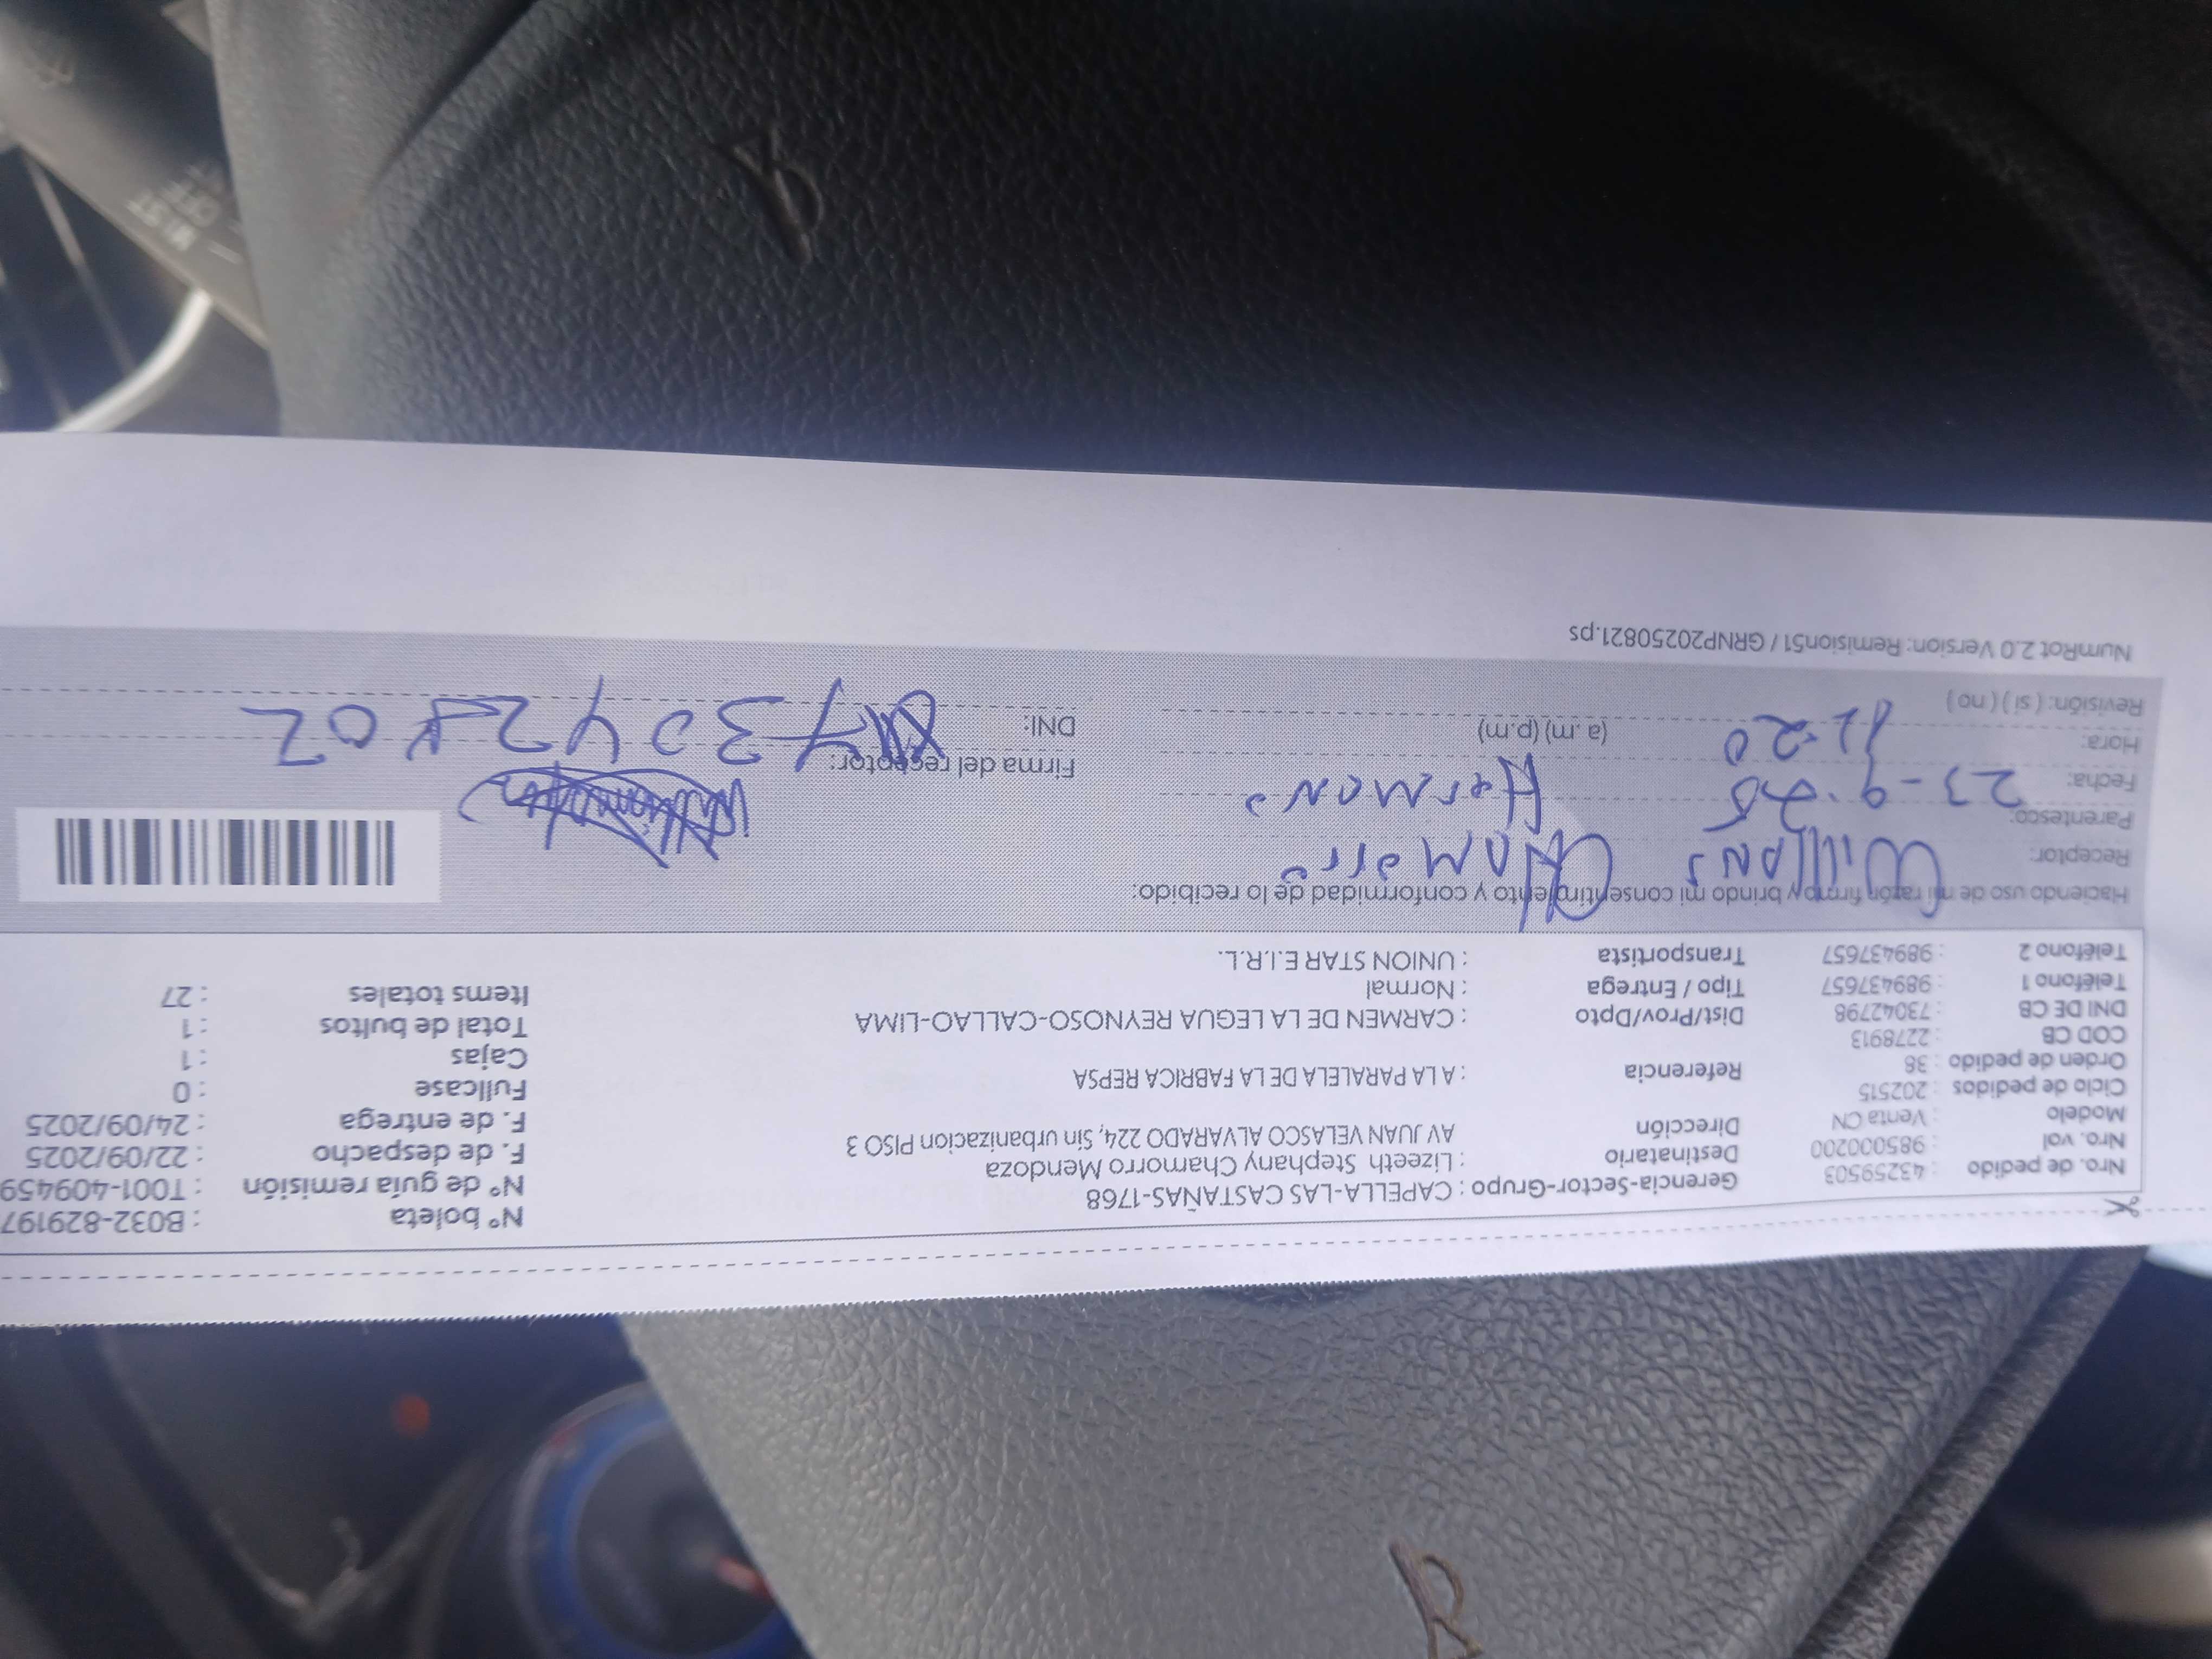 Nro. de pedido : 43259503 Gerencia-Sector-Grupo : CAPELLA-LAS CASTAÑAS-1768 N° boleta : B032-829197
Nro. vol : 985000200 Destinatario : Lizeeth Stephany Chamorro Mendoza N° de guía remisión : T001-409459
Modelo : Venta CN Dirección AV JUAN VELASCO ALVARADO 224, Sin urbanizacion PISO 3 F. de despacho : 22/09/2025
Ciclo de pedidos : 202515 F. de entrega : 24/09/2025
Orden de pedido : 38 Referencia : A LA PARALELA DE LA FABRICA REPSA Fullcase : 0
COD CB : 2278913 Cajas : 1
DNI DE CB : 73042798 Dist/Prov/Dpto : CARMEN DE LA LEGUA REYNOSO-CALLAO-LIMA Total de bultos : 1
Teléfono 1 : 989437657 Tipo / Entrega : Normal Items totales : 27
Teléfono 2 : 989437657 Transportista : UNION STAR E.I.R.L.
Haciendo uso de mi razón firmo y brindo mi consentimiento y conformidad de lo recibido:
Receptor: Willans Chamorro
Parentesco: Hermano
Fecha: 23-9-25 Firma del receptor:
Hora: 11:20 (a.m) (p.m) DNI:
Revisión: ( si ) ( no )
NumRot 2.0 Version: Remision51 / GRNP20250821.ps
MIST
OFF